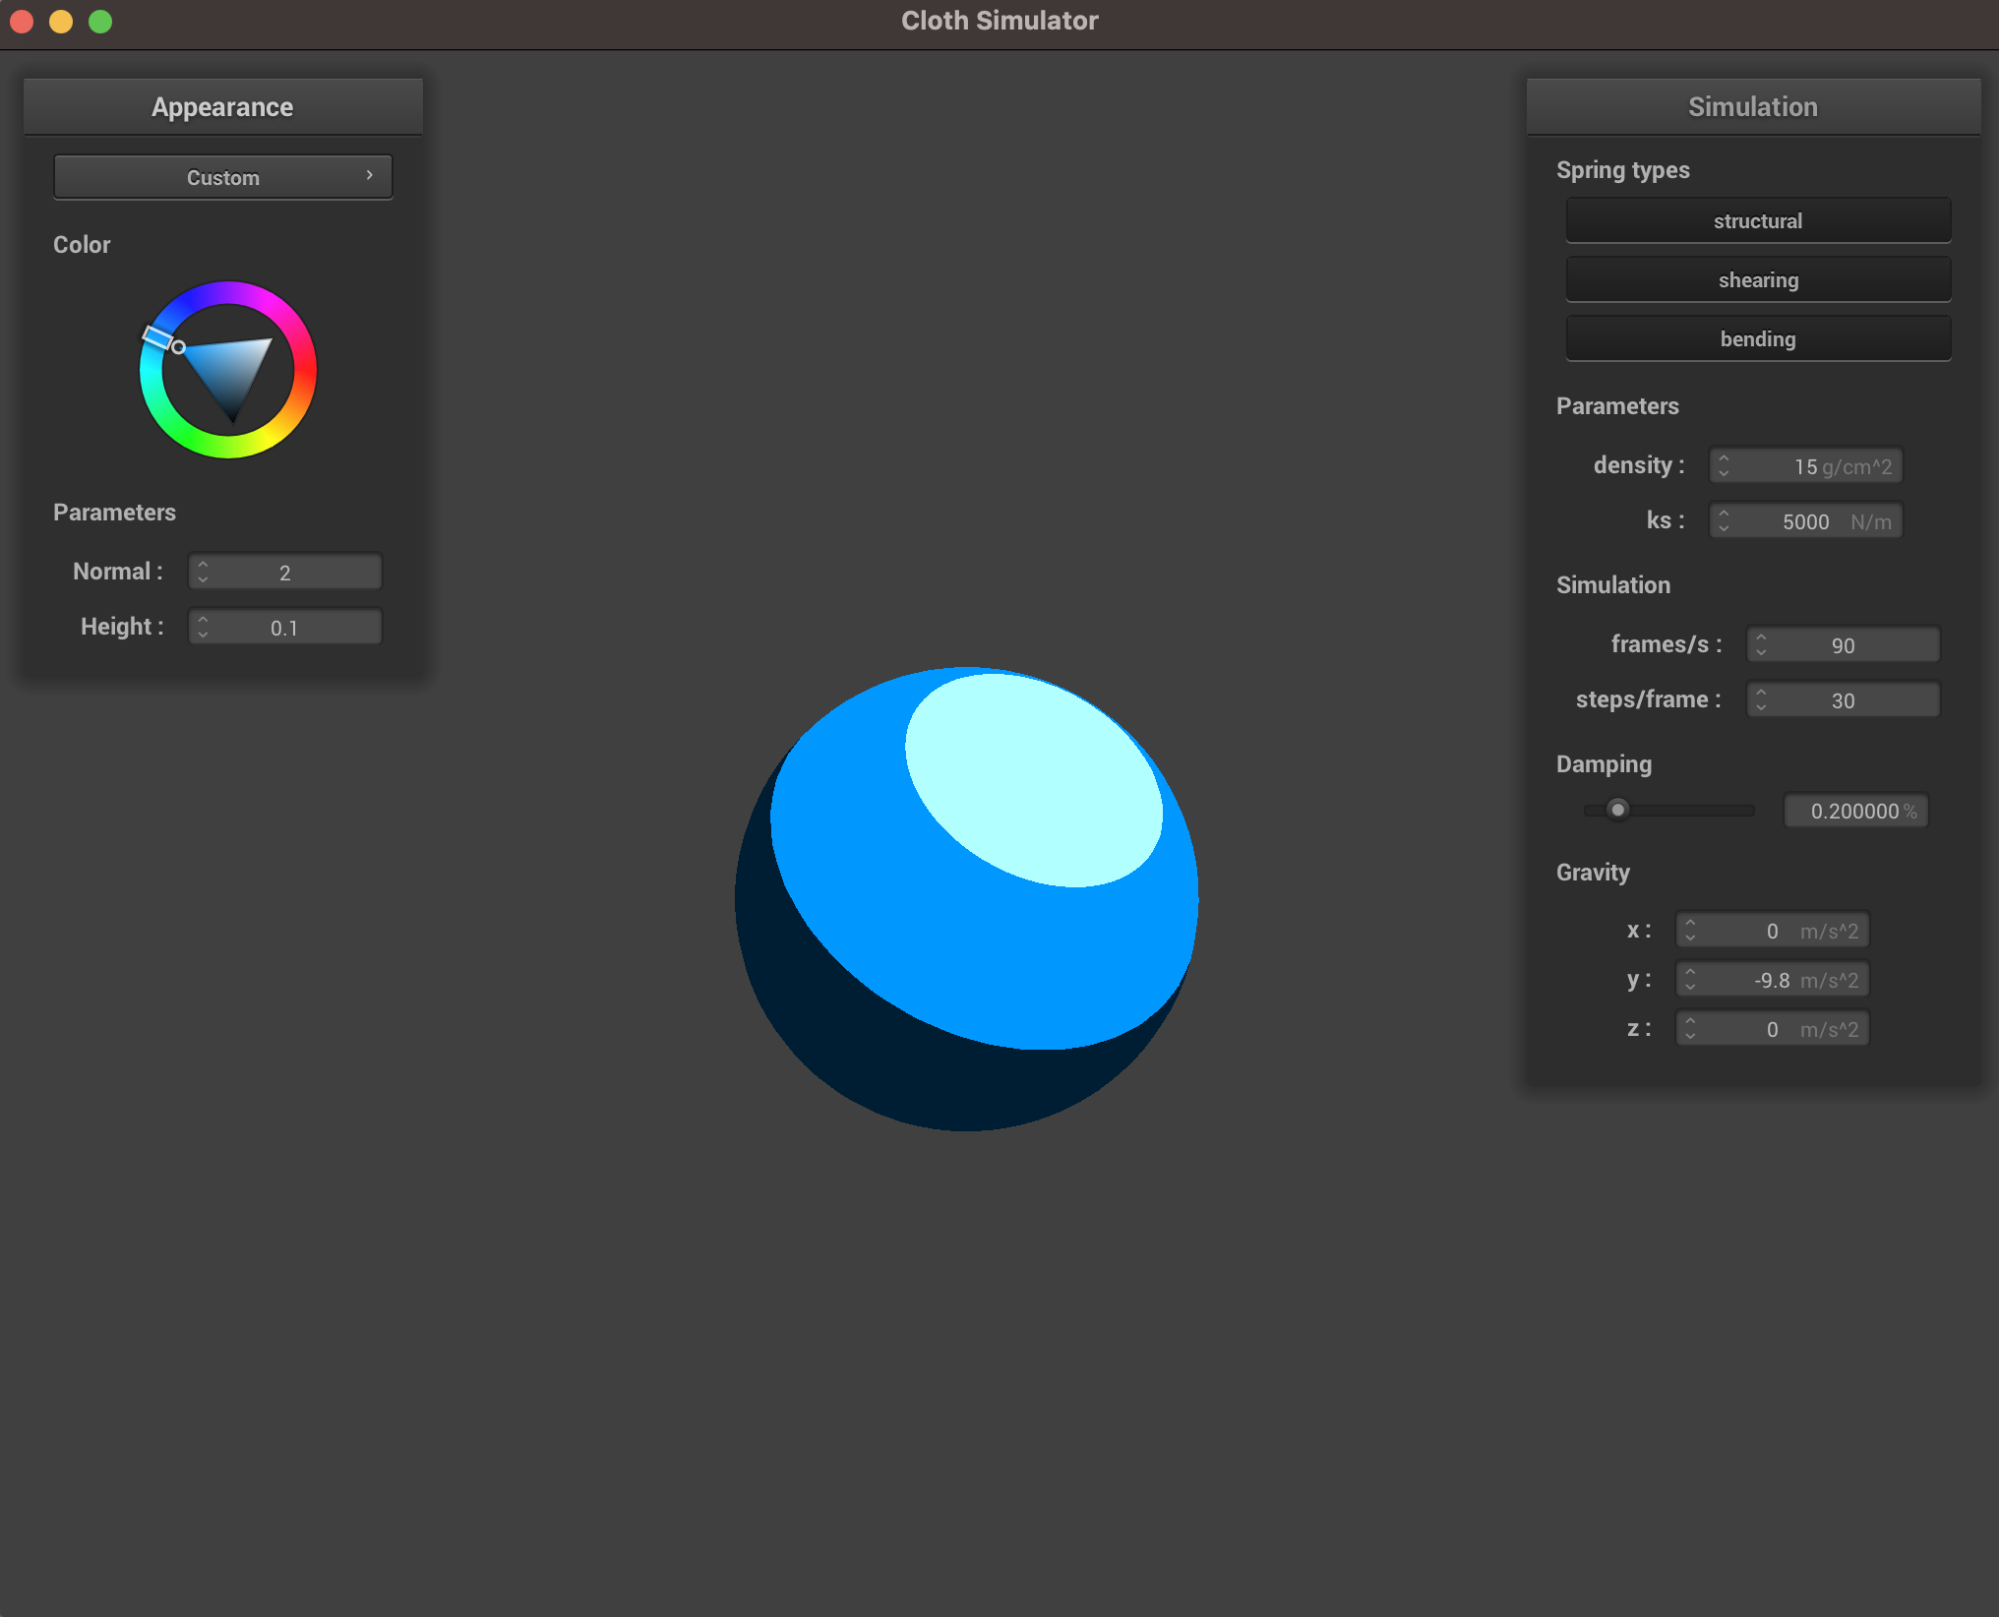 Cloth Simulator
Appearance
Custom
Color
Parameters
Normal : 2
Height : 0.1
Simulation
Spring types
structural
shearing
bending
Parameters
density : 15 g/cm^2
ks : 5000 N/m
Simulation
frames/s : 90
steps/frame : 30
Damping
0.200000 %
Gravity
x : 0 m/s^2
y : -9.8 m/s^2
z : 0 m/s^2